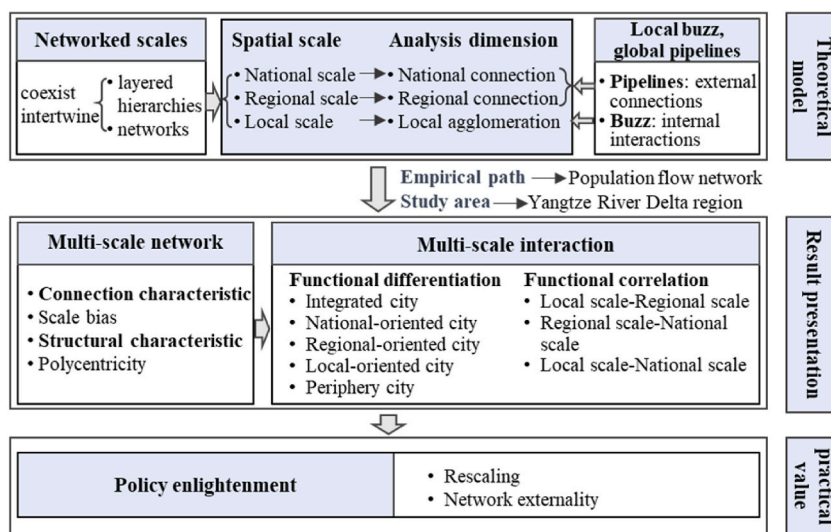 Networked scales
coexist
intertwine
• layered
hierarchies
• networks
Spatial scale
Analysis dimension
• National scale
• National connection
• Regional scale
• Regional connection
• Local scale
• Local agglomeration
Local buzz,
global pipelines
• Pipelines: external
connections
• Buzz: internal
interactions
Theoretical
model
Empirical path
Population flow network
Study area
Yangtze River Delta region
Multi-scale network
• Connection characteristic
• Scale bias
• Structural characteristic
• Polycentricity
Multi-scale interaction
Functional differentiation
• Integrated city
• National-oriented city
• Regional-oriented city
• Local-oriented city
• Periphery city
Functional correlation
• Local scale-Regional scale
• Regional scale-National
scale
• Local scale-National scale
Result presentation
Policy enlightenment
• Rescaling
• Network externality
practical
value